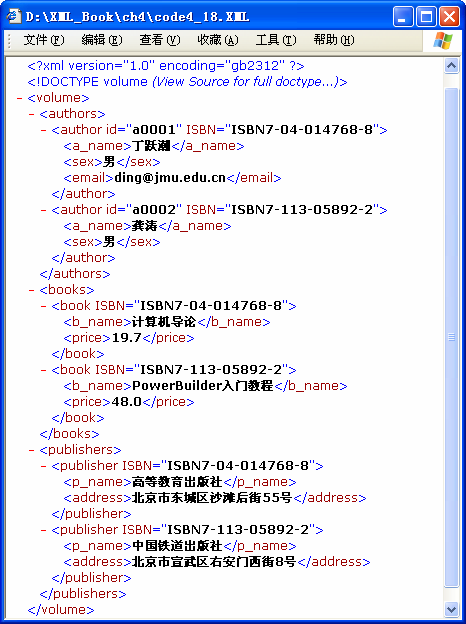 D:\XML_Book\ch4\code4_18.XML
文件(F) 编辑(E) 查看(V) 收藏(A) 工具(T) 帮助(H)
<?xml version="1.0" encoding="gb2312" ?>
<!DOCTYPE volume (View Source for full doctype...)>
- <volume>
- <authors>
- <author id="a0001" ISBN="ISBN7-04-014768-8">
<a_name>丁跃潮</a_name>
<sex>男</sex>
<email>ding@jmu.edu.cn</email>
</author>
- <author id="a0002" ISBN="ISBN7-113-05892-2">
<a_name>龚涛</a_name>
<sex>男</sex>
</author>
</authors>
- <books>
- <book ISBN="ISBN7-04-014768-8">
<b_name>计算机导论</b_name>
<price>19.7</price>
</book>
- <book ISBN="ISBN7-113-05892-2">
<b_name>PowerBuilder入门教程</b_name>
<price>48.0</price>
</book>
</books>
- <publishers>
- <publisher ISBN="ISBN7-04-014768-8">
<p_name>高等教育出版社</p_name>
<address>北京市东城区沙滩后街55号</address>
</publisher>
- <publisher ISBN="ISBN7-113-05892-2">
<p_name>中国铁道出版社</p_name>
<address>北京市宣武区右安门西街8号</address>
</publisher>
</publishers>
</volume>